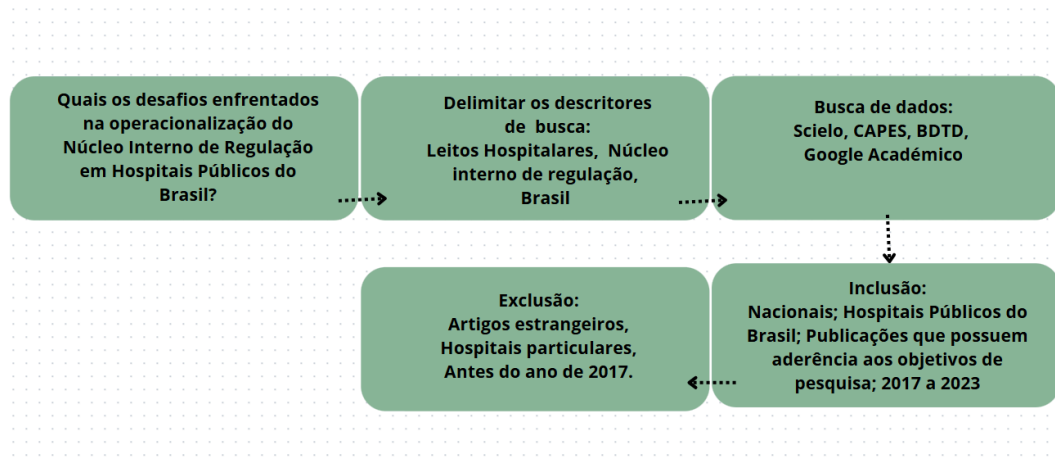 Quais os desafios enfrentados
na operacionalização do
Núcleo Interno de Regulação
em Hospitais Públicos do
Brasil?
Delimitar os descritores
de busca:
Leitos Hospitalares, Núcleo
interno de regulação,
Brasil
Busca de dados:
Scielo, CAPES, BDTD,
Google Académico
Inclusão:
Nacionais; Hospitais Públicos do
Brasil; Publicações que possuem
aderência aos objetivos de
pesquisa; 2017 a 2023
Exclusão:
Artigos estrangeiros,
Hospitais particulares,
Antes do ano de 2017.